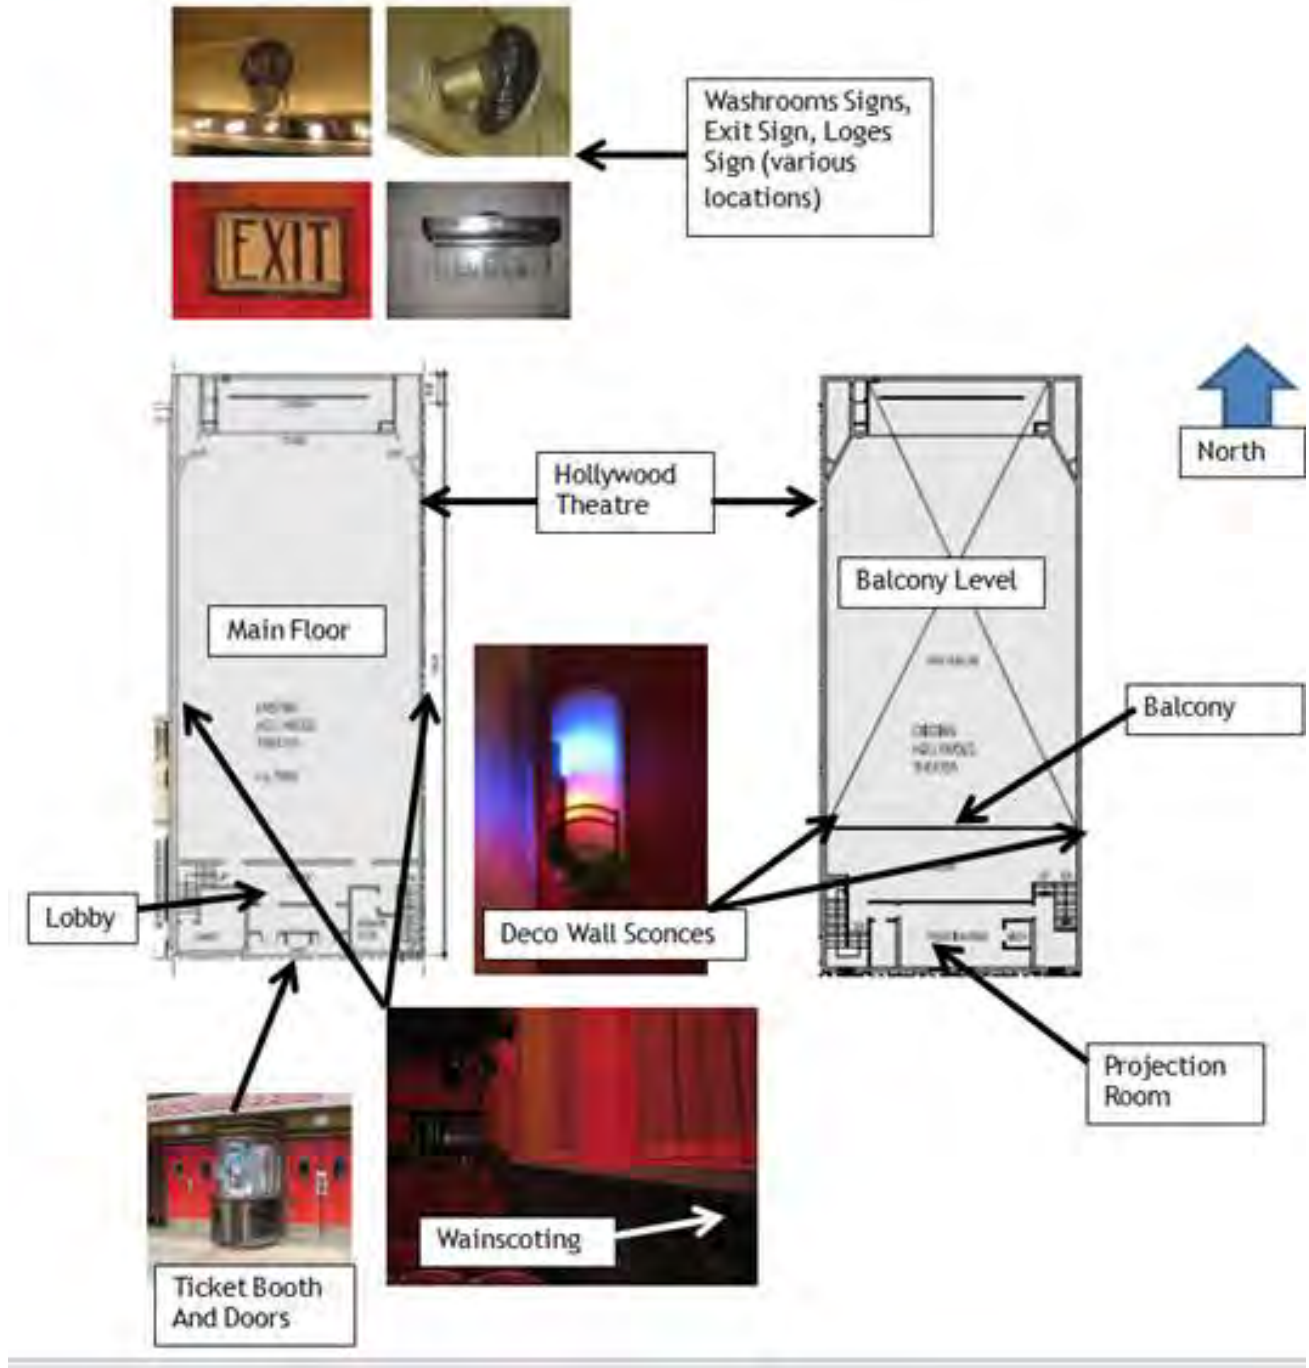 Washrooms Signs,
Exit Sign, Loges
Sign (various
locations)
EXIT
North
Hollywood
Theatre
Main Floor
Balcony Level
Balcony
Lobby
Deco Wall Sconces
Projection
Room
Wainscoting
Ticket Booth
And Doors